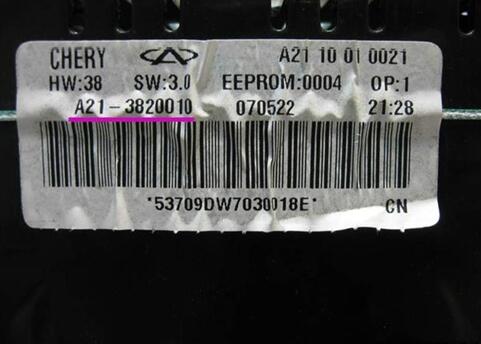 CHERY A21 10 01 0021
HW:38 SW:3.0 EEPROM:0004 OP:1
A21-3820010 070522 21:28
*53709DW7030018E* CN